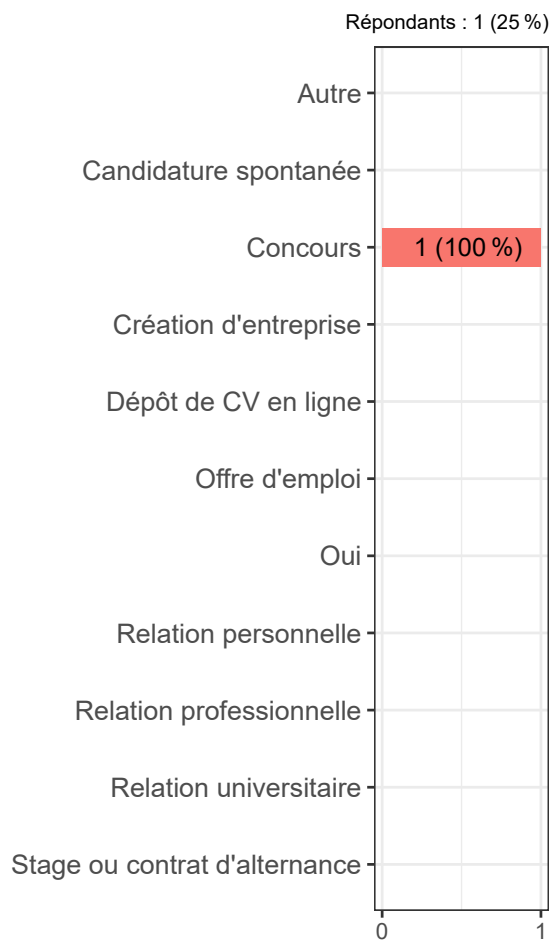 Répondants : 1 (25 %)
Autre
Candidature spontanée
Concours 1 (100 %)
Création d'entreprise
Dépôt de CV en ligne
Offre d'emploi
Oui
Relation personnelle
Relation professionnelle
Relation universitaire
Stage ou contrat d'alternance
0 1